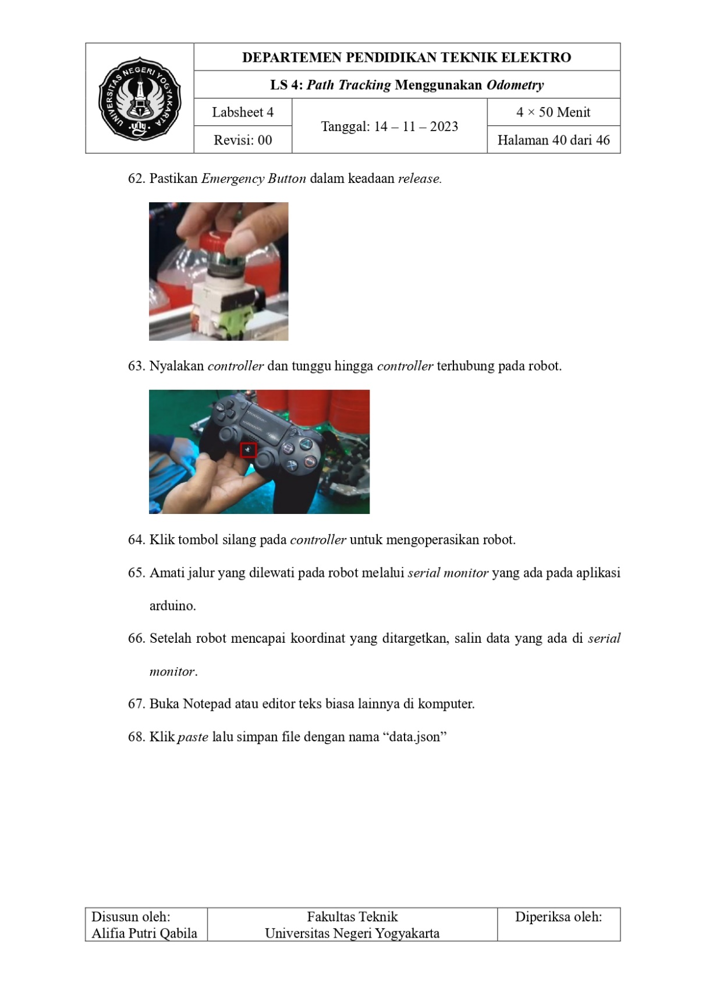 UNIVERSITAS NEGERI YOGYAKARTA
uny
DEPARTEMEN PENDIDIKAN TEKNIK ELEKTRO
LS 4: Path Tracking Menggunakan Odometry
Labsheet 4
Tanggal: 14 – 11 – 2023
4 × 50 Menit
Revisi: 00
Halaman 40 dari 46
62. Pastikan Emergency Button dalam keadaan release.
63. Nyalakan controller dan tunggu hingga controller terhubung pada robot.
64. Klik tombol silang pada controller untuk mengoperasikan robot.
65. Amati jalur yang dilewati pada robot melalui serial monitor yang ada pada aplikasi
arduino.
66. Setelah robot mencapai koordinat yang ditargetkan, salin data yang ada di serial
monitor.
67. Buka Notepad atau editor teks biasa lainnya di komputer.
68. Klik paste lalu simpan file dengan nama “data.json”
Disusun oleh:
Alifia Putri Qabila
Fakultas Teknik
Universitas Negeri Yogyakarta
Diperiksa oleh: